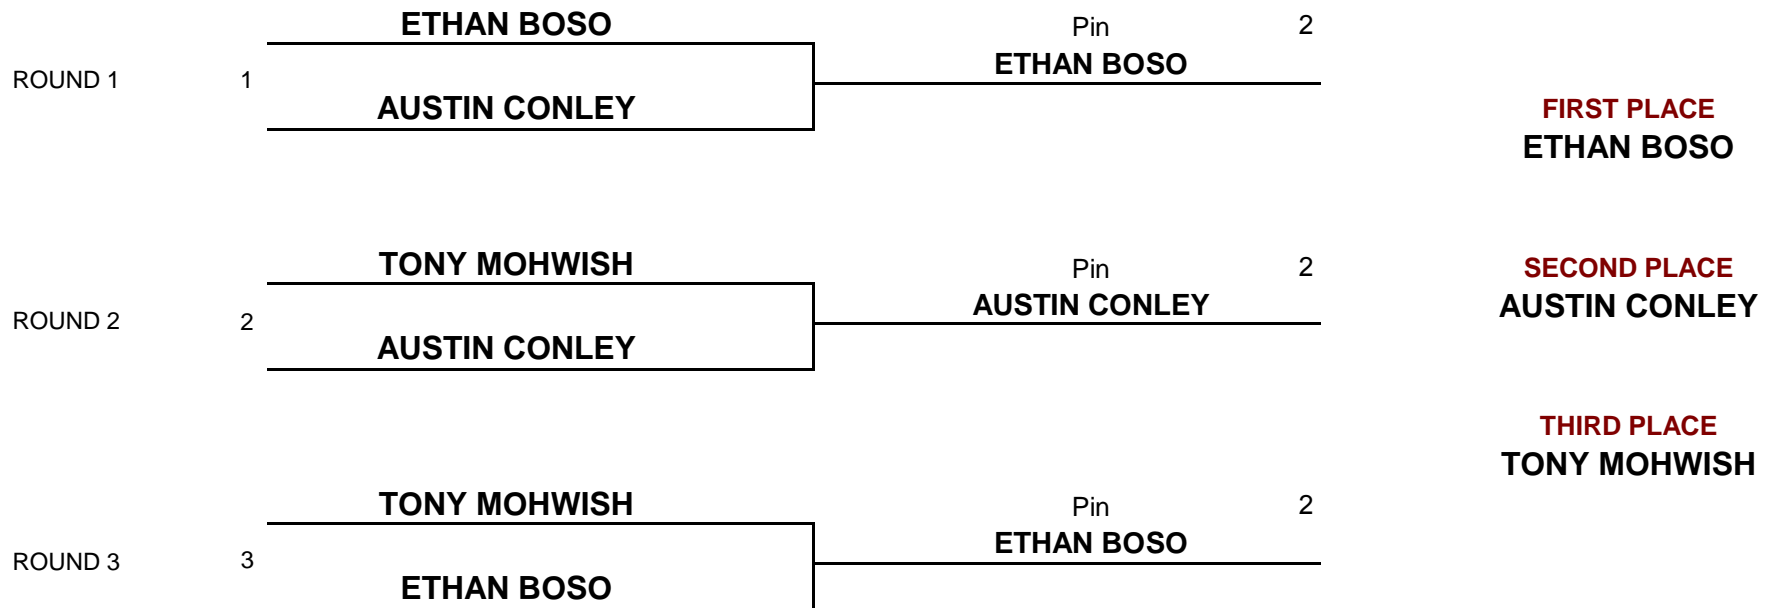 ETHAN BOSO
Pin 2
ETHAN BOSO
ROUND 1 1
AUSTIN CONLEY
FIRST PLACE
ETHAN BOSO
TONY MOHWISH
Pin 2
SECOND PLACE
AUSTIN CONLEY
AUSTIN CONLEY
ROUND 2 2
AUSTIN CONLEY
THIRD PLACE
TONY MOHWISH
TONY MOHWISH
Pin 2
ETHAN BOSO
ROUND 3 3
ETHAN BOSO